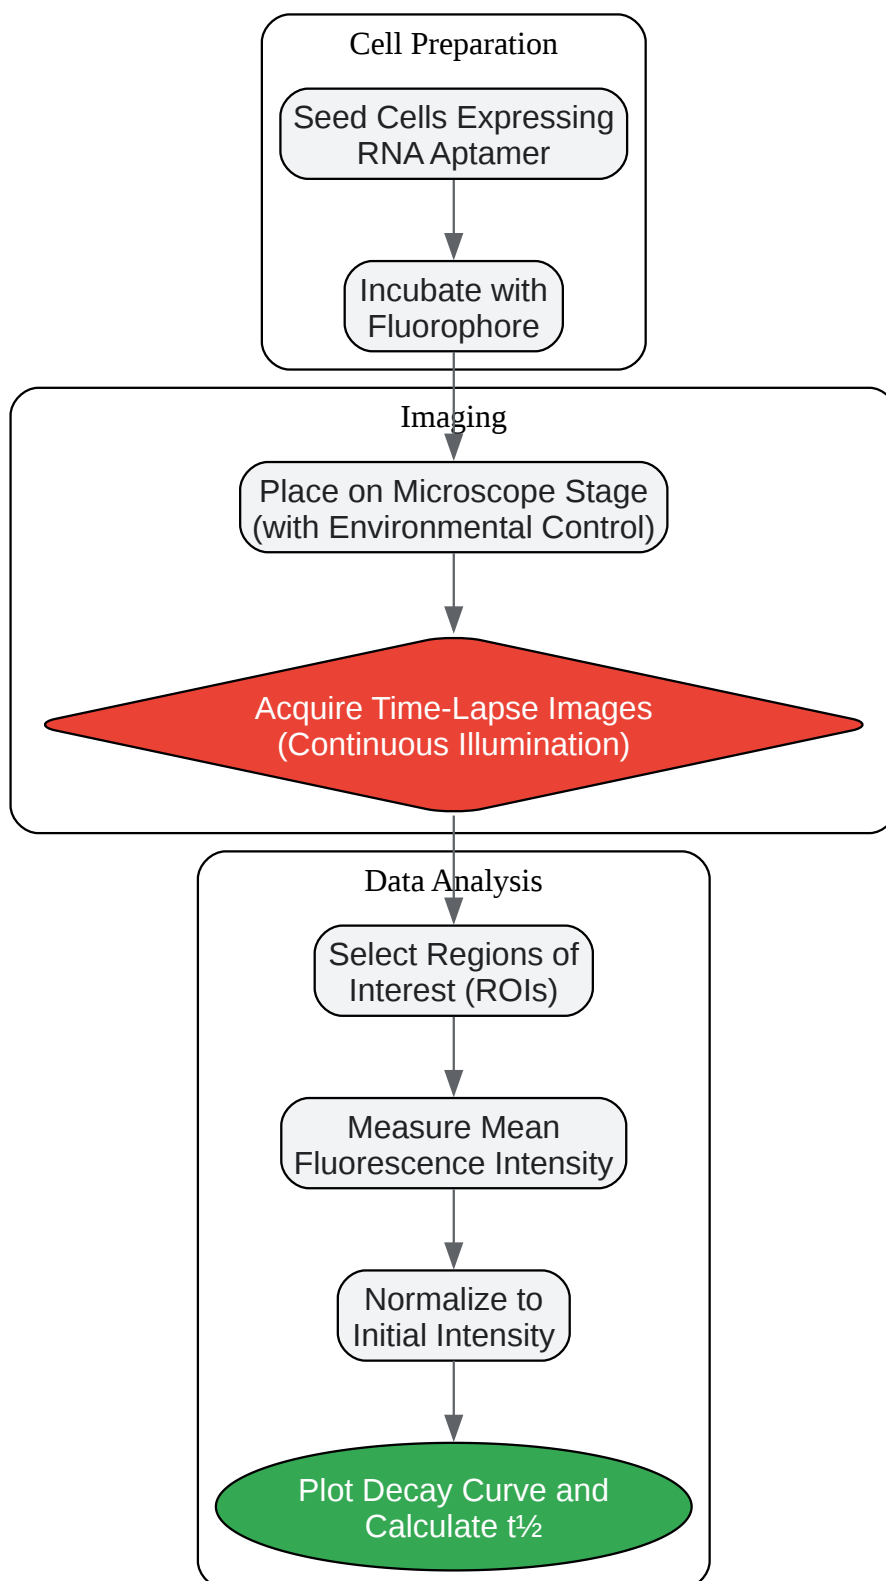 Cell Preparation
Seed Cells Expressing
RNA Aptamer
Incubate with
Fluorophore
Imaging
Place on Microscope Stage
(with Environmental Control)
Acquire Time-Lapse Images
(Continuous Illumination)
Data Analysis
Select Regions of
Interest (ROIs)
Measure Mean
Fluorescence Intensity
Normalize to
Initial Intensity
Plot Decay Curve and
Calculate t½